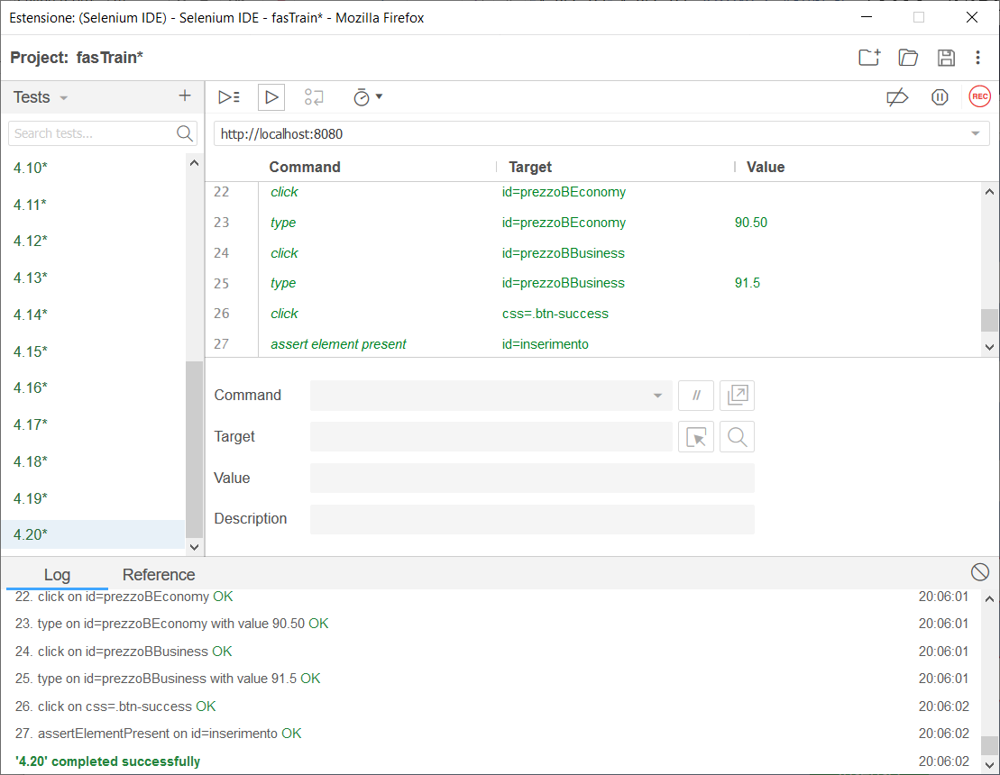 Estensione: (Selenium IDE) - Selenium IDE - fasTrain* - Mozilla Firefox
Project: fasTrain*
Tests
+
REC
Search tests...
http://localhost:8080
Command Target Value
4.10*
4.11*
4.12*
4.13*
4.14*
4.15*
4.16*
4.17*
4.18*
4.19*
4.20*
22 click id=prezzoBEconomy
23 type id=prezzoBEconomy 90.50
24 click id=prezzoBBusiness
25 type id=prezzoBBusiness 91.5
26 click css=.btn-success
27 assert element present id=inserimento
Command //
Target
Value
Description
Log Reference
22. click on id=prezzoBEconomy OK 20:06:01
23. type on id=prezzoBEconomy with value 90.50 OK 20:06:01
24. click on id=prezzoBBusiness OK 20:06:01
25. type on id=prezzoBBusiness with value 91.5 OK 20:06:01
26. click on css=.btn-success OK 20:06:02
27. assertElementPresent on id=inserimento OK 20:06:02
'4.20' completed successfully 20:06:02